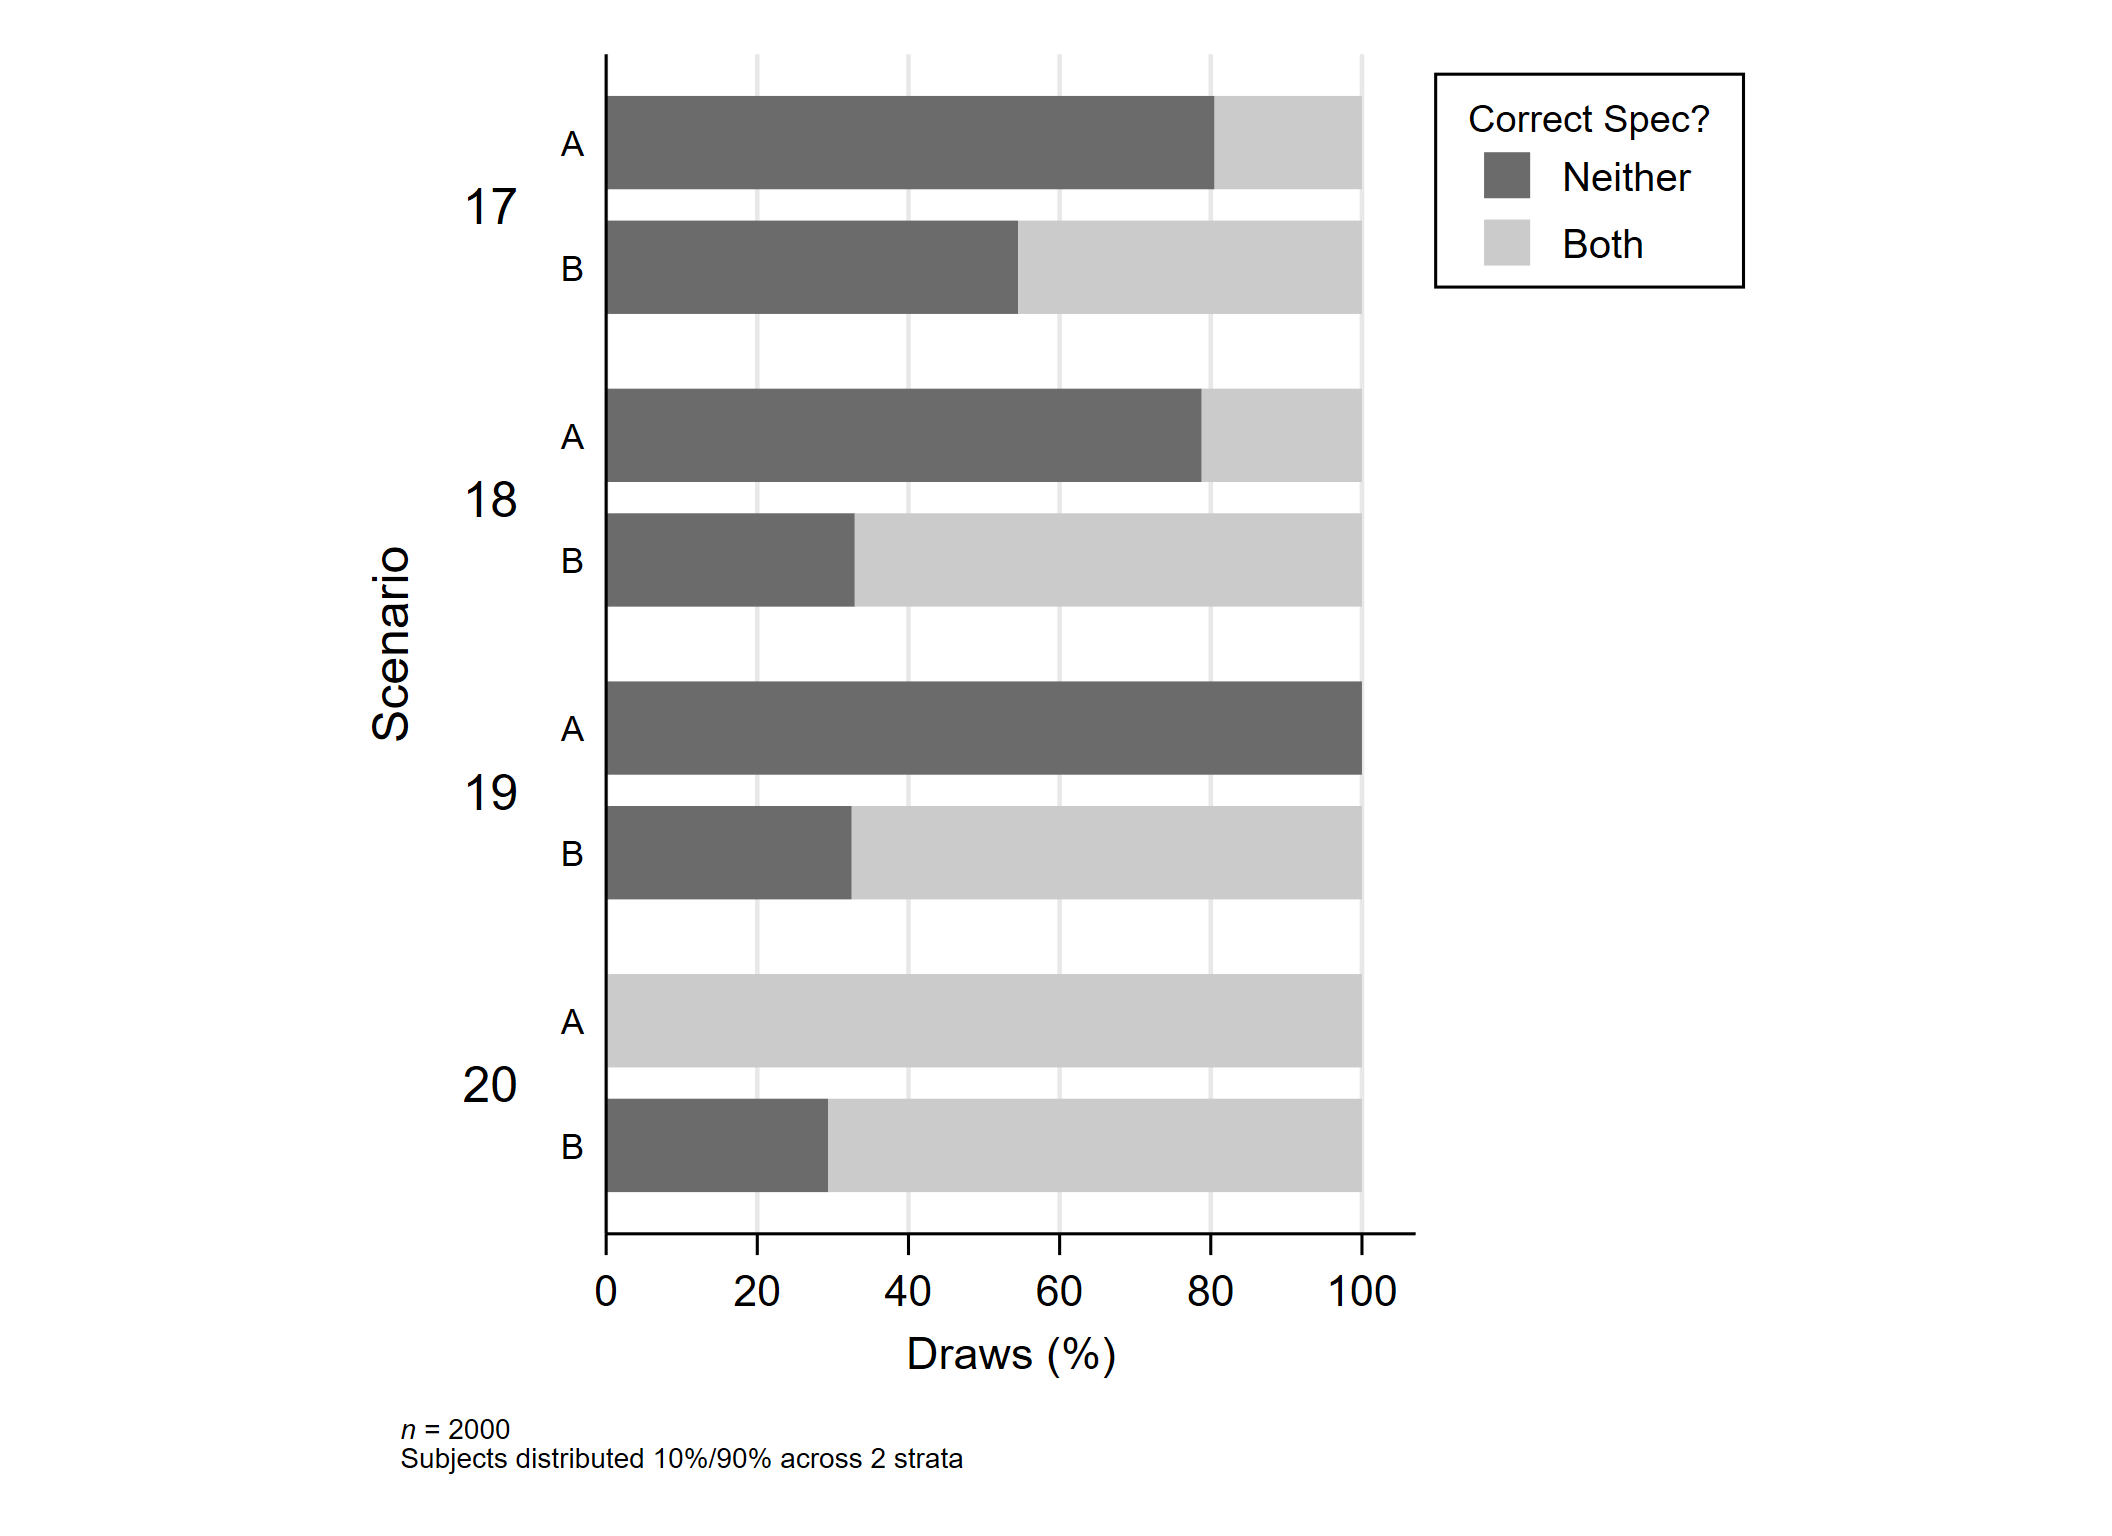 Correct Spec?
Neither
Both
Scenario
17
A
B
18
A
B
19
A
B
20
A
B
0 20 40 60 80 100
Draws (%)
n = 2000
Subjects distributed 10%/90% across 2 strata